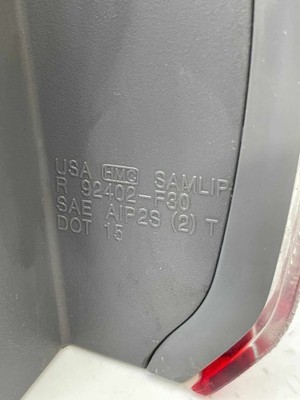 USA HMC SAMLIP
R 92402-F30
SAE AIP2S (2) T
DOT 15